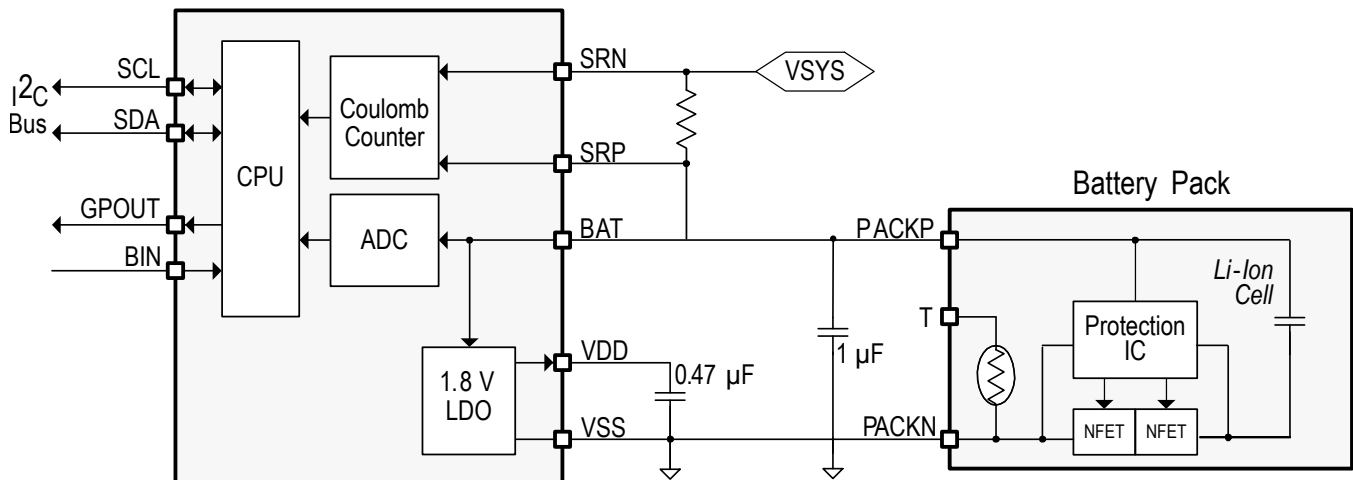 SCL
I2C
Bus
SDA
GPOUT
BIN
CPU
Coulomb
Counter
ADC
1.8 V
LDO
SRN
VSYS
SRP
BAT
VDD
0.47 µF
VSS
1 µF
Battery Pack
PACKP
T
PACKN
Li-Ion
Cell
Protection
IC
NFET
NFET